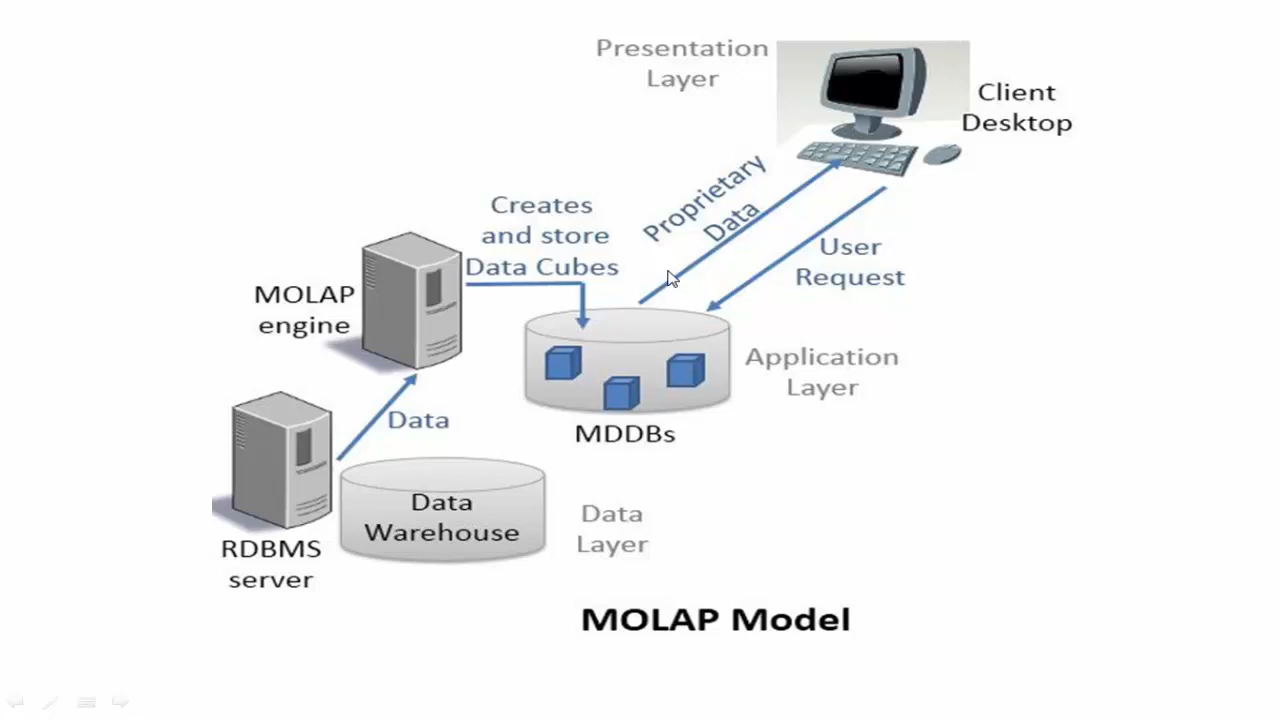 Presentation
Layer
Client
Desktop
Proprietary
Data
Creates
and store
Data Cubes
User
Request
MOLAP
engine
Application
Layer
Data
MDDBs
Data
Warehouse
Data
Layer
RDBMS
server
MOLAP Model